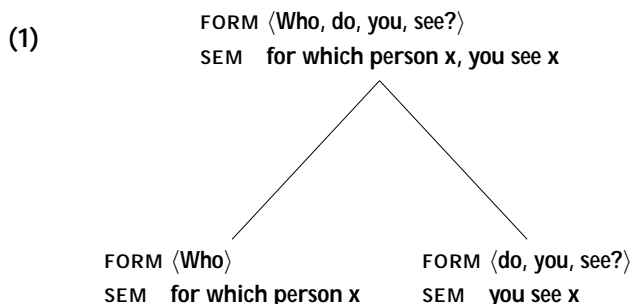 (1)
FORM ⟨Who, do, you, see?⟩
SEM for which person x, you see x
FORM ⟨Who⟩
SEM for which person x
FORM ⟨do, you, see?⟩
SEM you see x